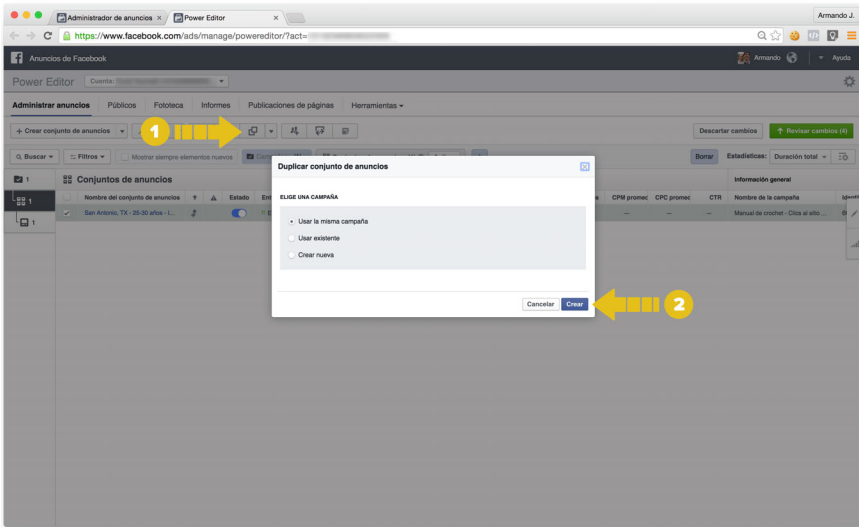 Administrador de anuncios
Power Editor
Armando J.
https://www.facebook.com/ads/manage/powereditor/?act=
Anuncios de Facebook
Armando
Ayuda
Power Editor
Cuenta:
Administrar anuncios
Públicos
Fototeca
Informes
Publicaciones de páginas
Herramientas
+ Crear conjunto de anuncios
1
Descartar cambios
Revisar cambios (4)
Buscar
Filtros
Mostrar siempre elementos nuevos
Borrar
Estadísticas: Duración total
1
Conjuntos de anuncios
Duplicar conjunto de anuncios
Información general
1
Nombre del conjunto de anuncios
Estado
CPM promec
CPC promec
CTR
Nombre de la campaña
1
San Antonio, TX - 25-30 años - I...
Manual de crochet - Clics al sitio ...
ELIGE UNA CAMPAÑA
Usar la misma campaña
Usar existente
Crear nueva
Cancelar
Crear
2